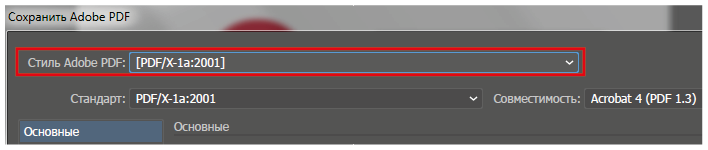 Сохранить Adobe PDF
Стиль Adobe PDF: [PDF/X-1a:2001]
Стандарт: PDF/X-1a:2001 Совместимость: Acrobat 4 (PDF 1.3)
Основные Основные